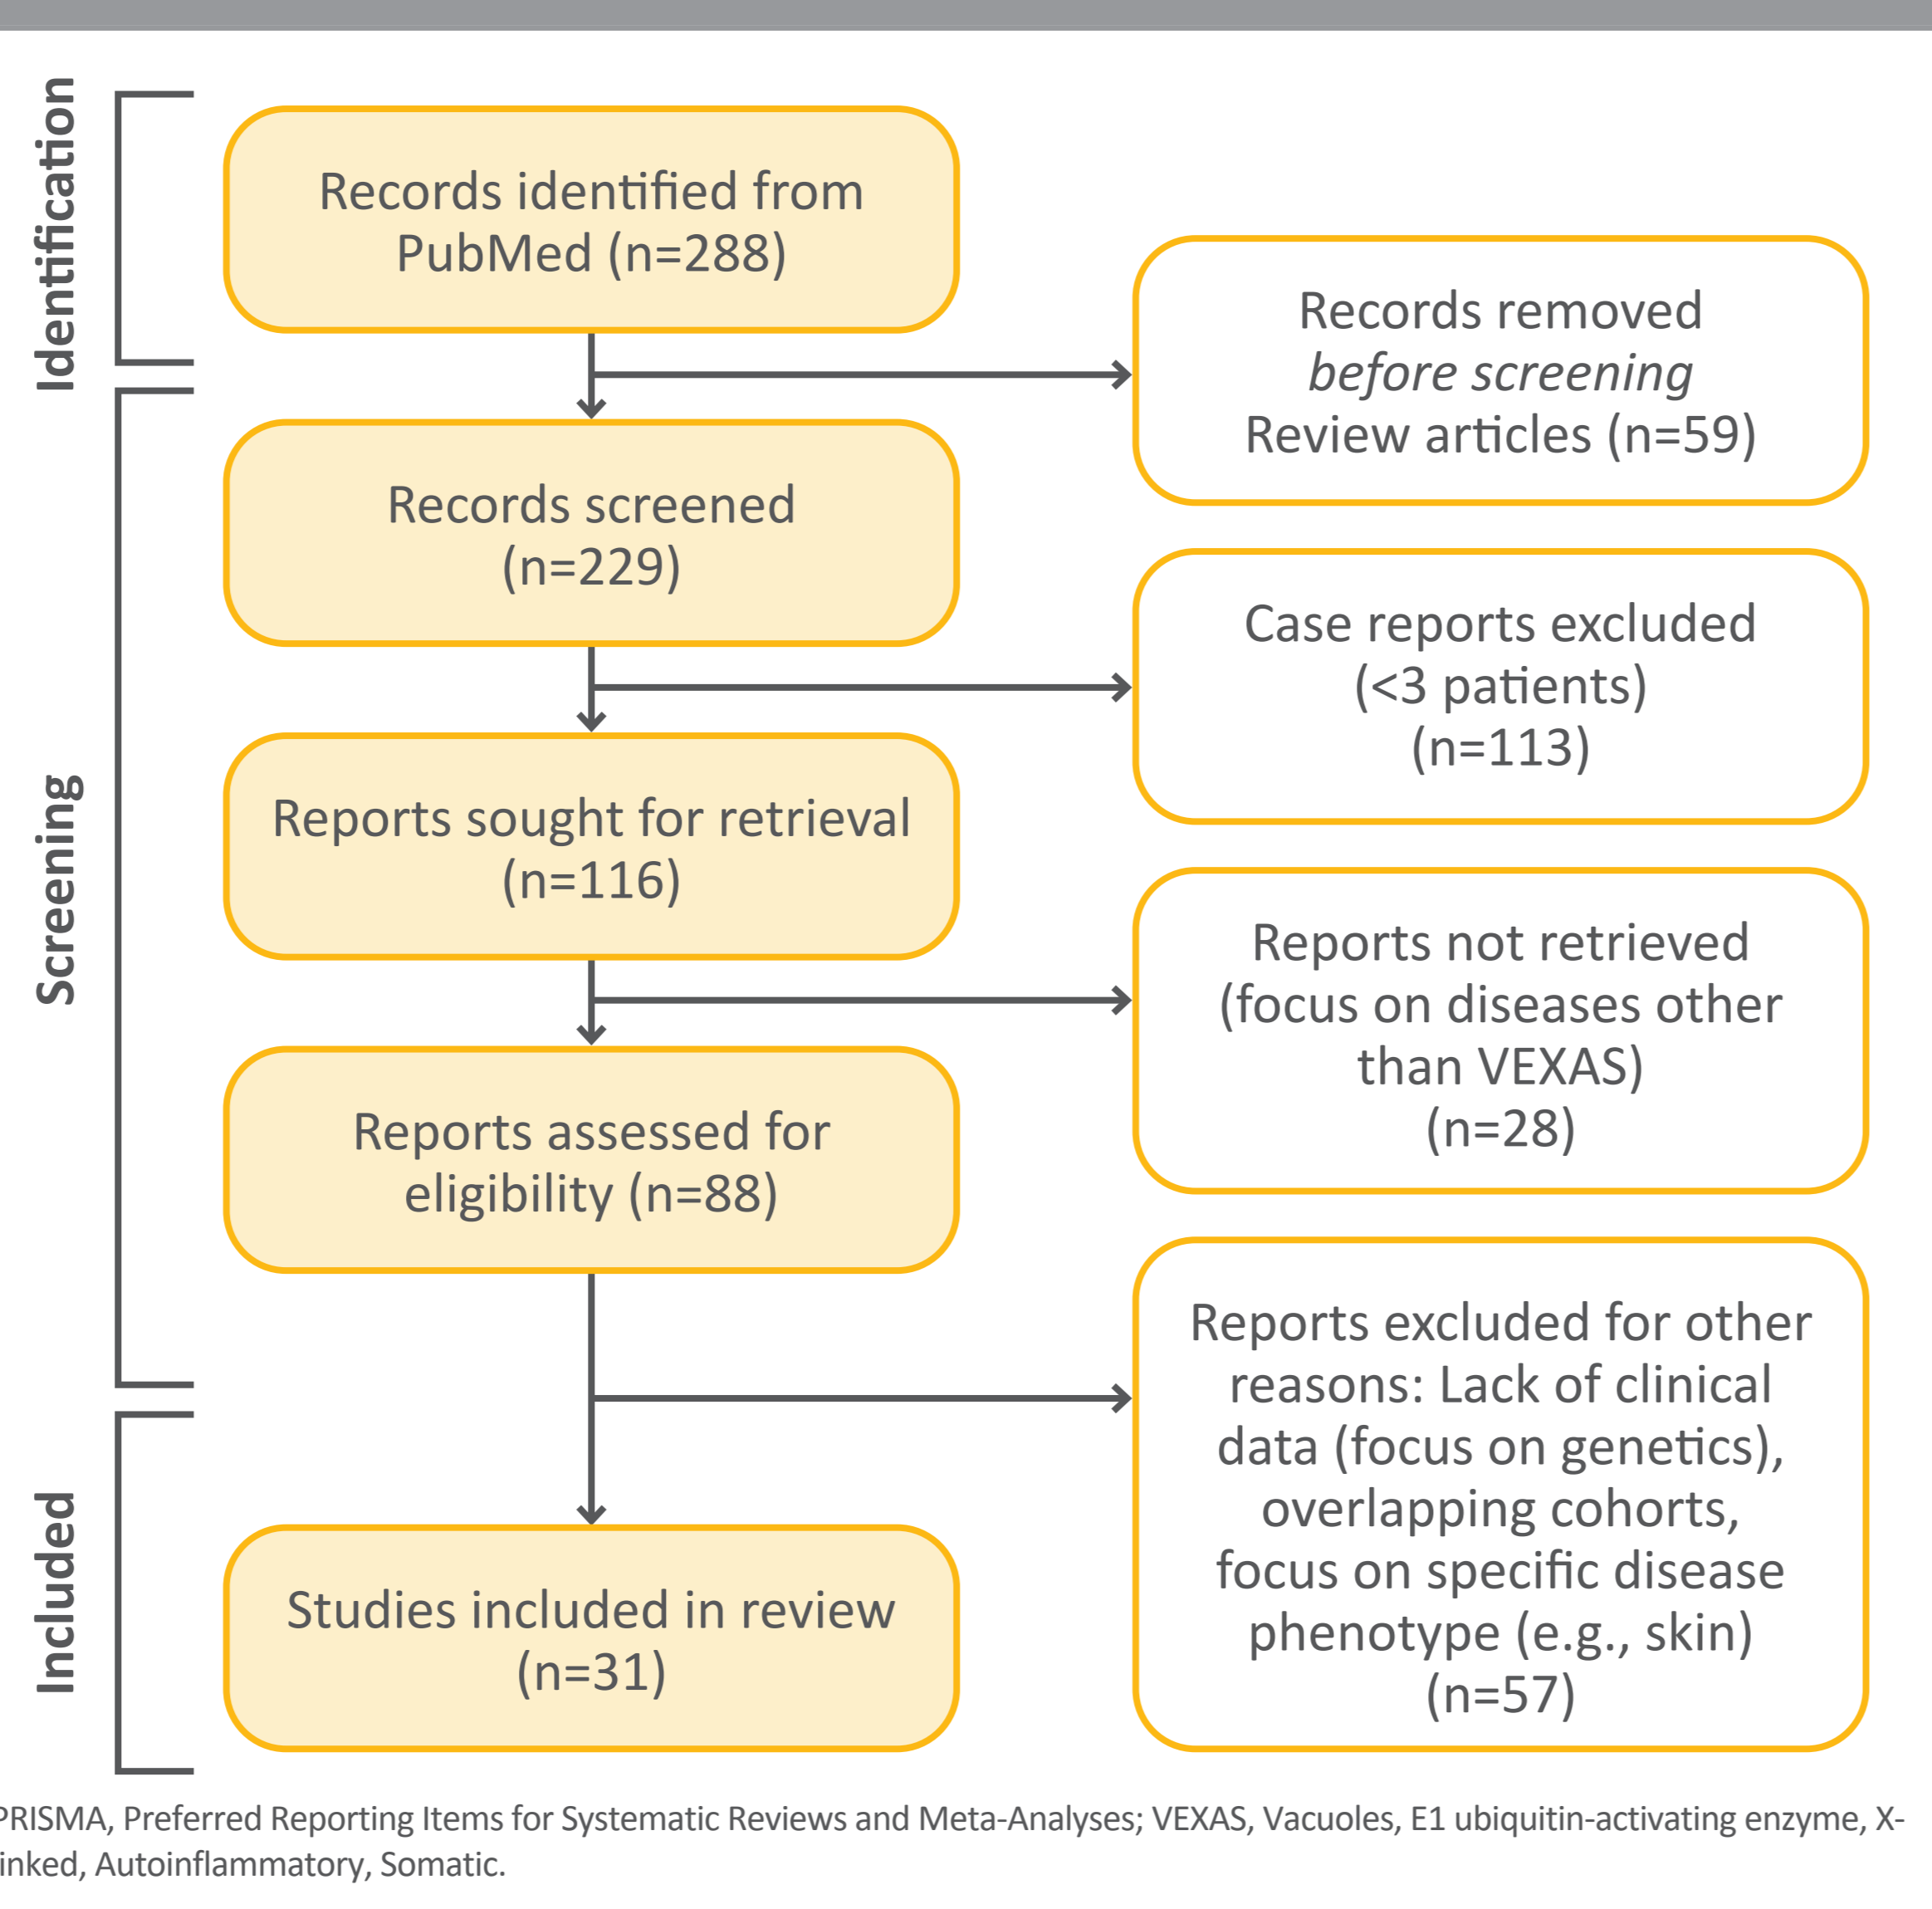 Identification
Records identified from
PubMed (n=288)
Records removed
before screening
Review articles (n=59)
Screening
Records screened
(n=229)
Case reports excluded
(<3 patients)
(n=113)
Reports sought for retrieval
(n=116)
Reports not retrieved
(focus on diseases other
than VEXAS)
(n=28)
Reports assessed for
eligibility (n=88)
Reports excluded for other
reasons: Lack of clinical
data (focus on genetics),
overlapping cohorts,
focus on specific disease
phenotype (e.g., skin)
(n=57)
Included
Studies included in review
(n=31)
PRISMA, Preferred Reporting Items for Systematic Reviews and Meta-Analyses; VEXAS, Vacuoles, E1 ubiquitin-activating enzyme, X-
inked, Autoinflammatory, Somatic.